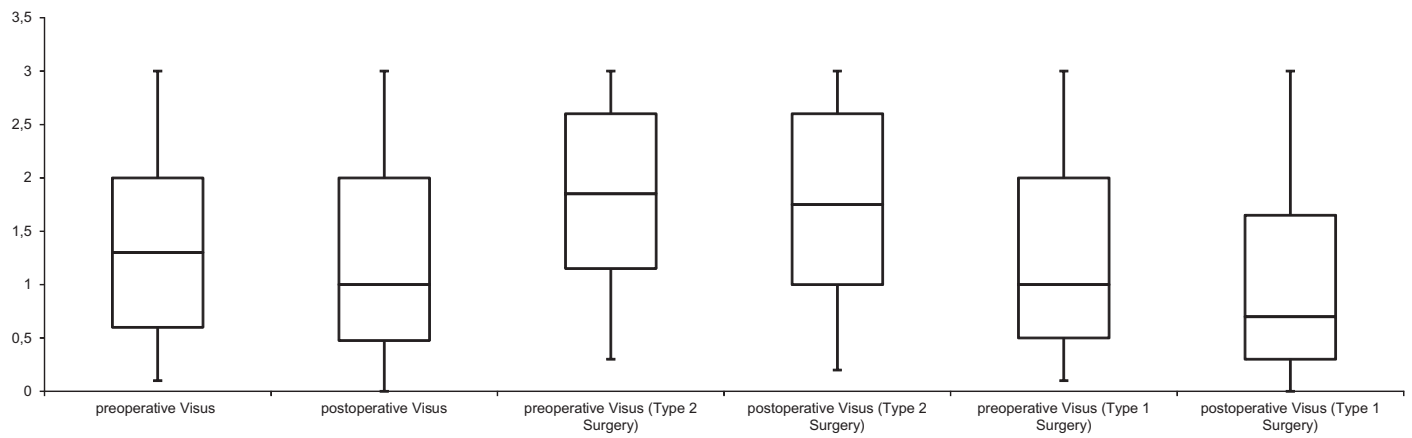 3,5
3
2,5
2
1,5
1
0,5
0
preoperative Visus
postoperative Visus
preoperative Visus (Type 2
Surgery)
postoperative Visus (Type 2
Surgery)
preoperative Visus (Type 1
Surgery)
postoperative Visus (Type 1
Surgery)